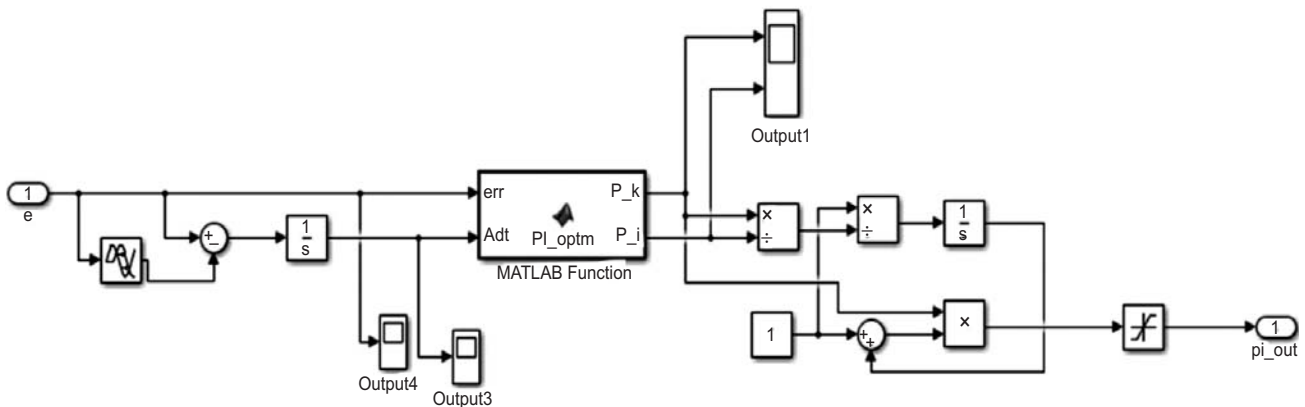 Output1
1
e
err
P_k
Adt
P_i
PI_optm
MATLAB Function
+
-
1
s
×
÷
×
÷
1
s
1
+
+
×
1
pi_out
Output4
Output3